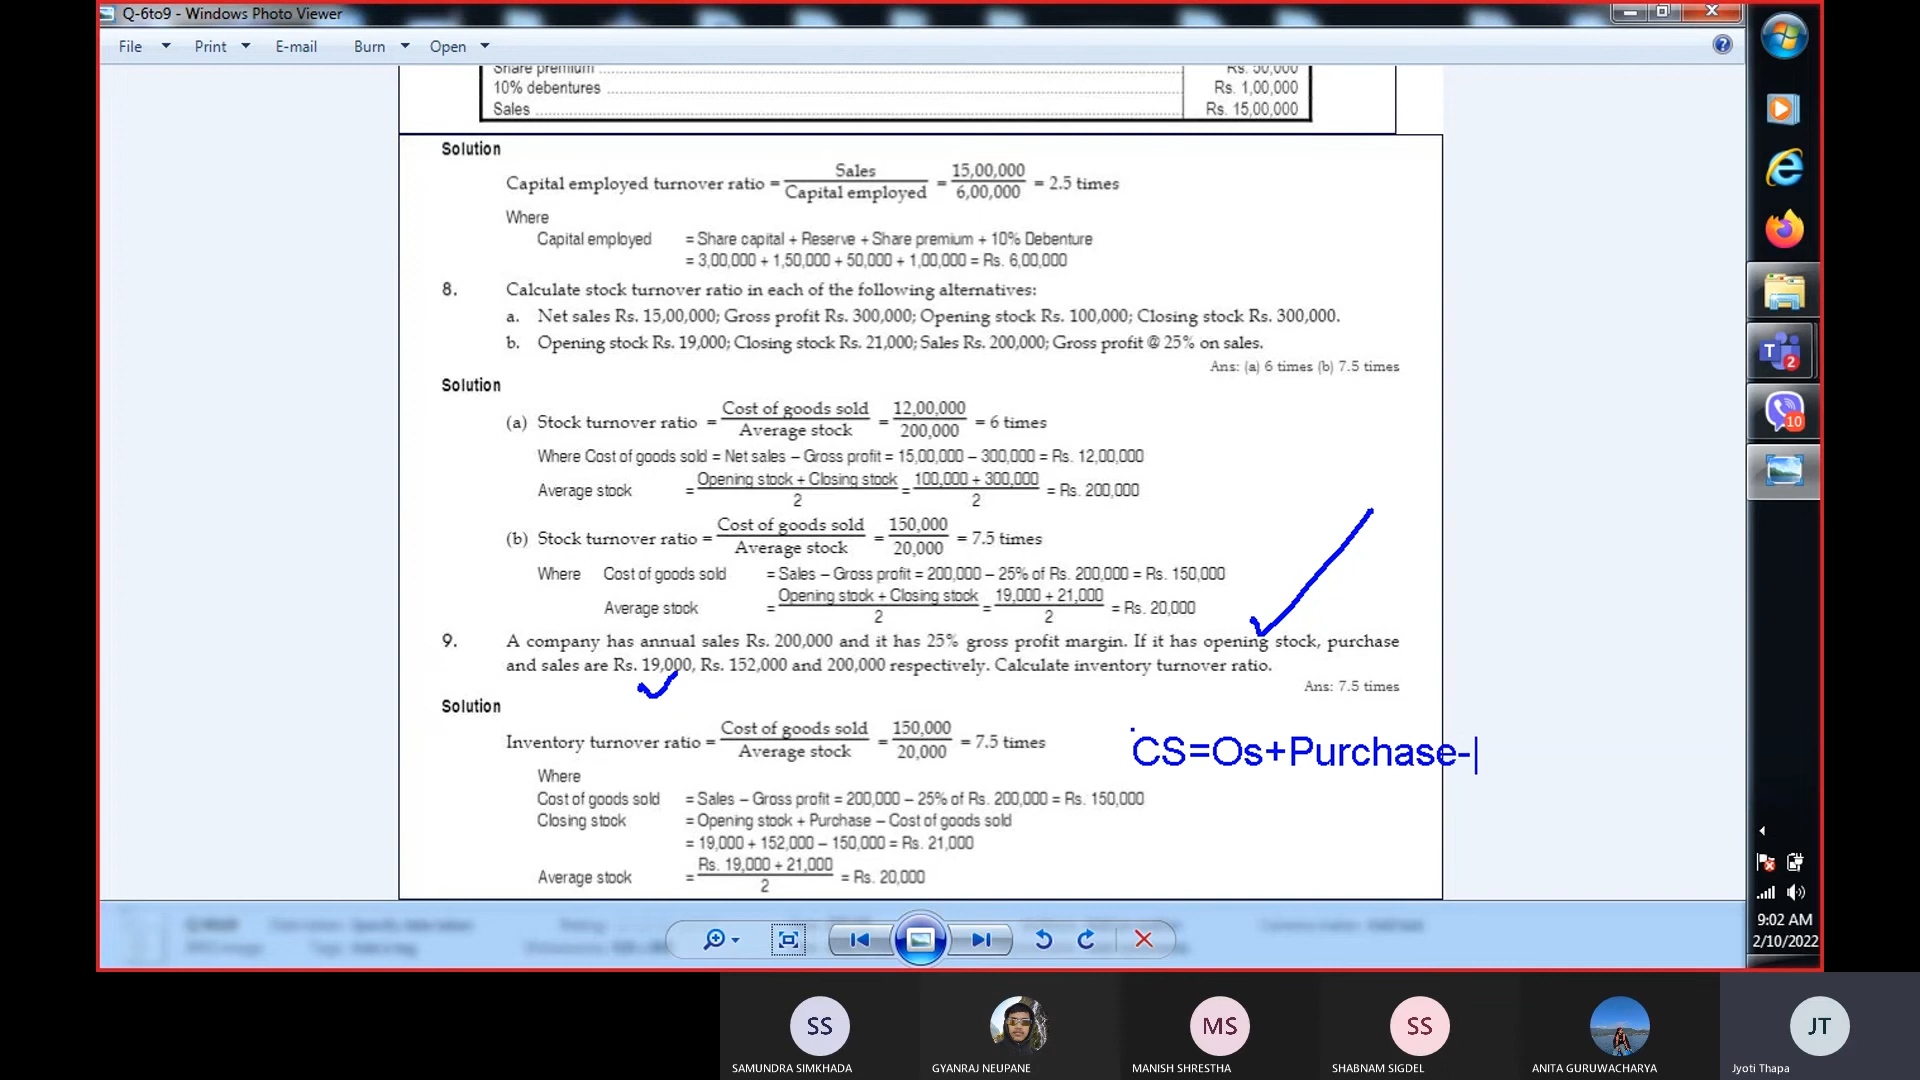 Q-6to9 - Windows Photo Viewer
File Print E-mail Burn Open
Share premium Rs. 50,000
10% debentures Rs. 1,00,000
Sales Rs. 15,00,000
Solution
Capital employed turnover ratio = Sales / Capital employed = 15,00,000 / 6,00,000 = 2.5 times
Where
Capital employed = Share capital + Reserve + Share premium + 10% Debenture
= 3,00,000 + 1,50,000 + 50,000 + 1,00,000 = Rs. 6,00,000
8. Calculate stock turnover ratio in each of the following alternatives:
a. Net sales Rs. 15,00,000; Gross profit Rs. 300,000; Opening stock Rs. 100,000; Closing stock Rs. 300,000.
b. Opening stock Rs. 19,000; Closing stock Rs. 21,000; Sales Rs. 200,000; Gross profit @ 25% on sales.
Ans: (a) 6 times (b) 7.5 times
Solution
(a) Stock turnover ratio = Cost of goods sold / Average stock = 12,00,000 / 200,000 = 6 times
Where Cost of goods sold = Net sales – Gross profit = 15,00,000 – 300,000 = Rs. 12,00,000
Average stock = Opening stock + Closing stock / 2 = 100,000 + 300,000 / 2 = Rs. 200,000
(b) Stock turnover ratio = Cost of goods sold / Average stock = 150,000 / 20,000 = 7.5 times
Where Cost of goods sold = Sales – Gross profit = 200,000 – 25% of Rs. 200,000 = Rs. 150,000
Average stock = Opening stock + Closing stock / 2 = 19,000 + 21,000 / 2 = Rs. 20,000
9. A company has annual sales Rs. 200,000 and it has 25% gross profit margin. If it has opening stock, purchase
and sales are Rs. 19,000, Rs. 152,000 and 200,000 respectively. Calculate inventory turnover ratio.
Ans: 7.5 times
Solution
Inventory turnover ratio = Cost of goods sold / Average stock = 150,000 / 20,000 = 7.5 times
CS=Os+Purchase-
Where
Cost of goods sold = Sales – Gross profit = 200,000 – 25% of Rs. 200,000 = Rs. 150,000
Closing stock = Opening stock + Purchase – Cost of goods sold
= 19,000 + 152,000 – 150,000 = Rs. 21,000
Average stock = Rs. 19,000 + 21,000 / 2 = Rs. 20,000
2
10
9:02 AM
2/10/2022
SS GYANRAJ NEUPANE MS SS JT
SAMUNDRA SIMKHADA MANISH SHRESTHA SHABNAM SIGDEL ANITA GURUWACHARYA Jyoti Thapa